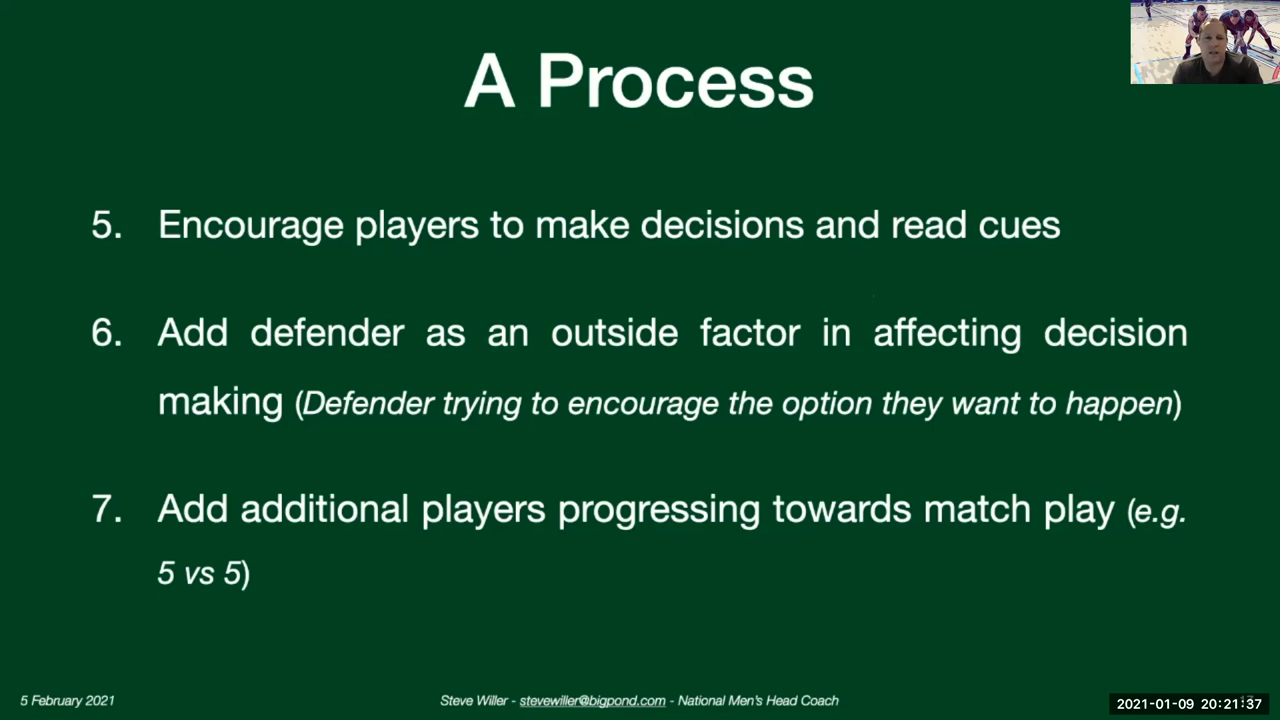 A Process
5. Encourage players to make decisions and read cues
6. Add defender as an outside factor in affecting decision
making (Defender trying to encourage the option they want to happen)
7. Add additional players progressing towards match play (e.g.
5 vs 5)
5 February 2021
Steve Willer - stevewiller@bigpond.com - National Men's Head Coach
2021-01-09 20:21:37